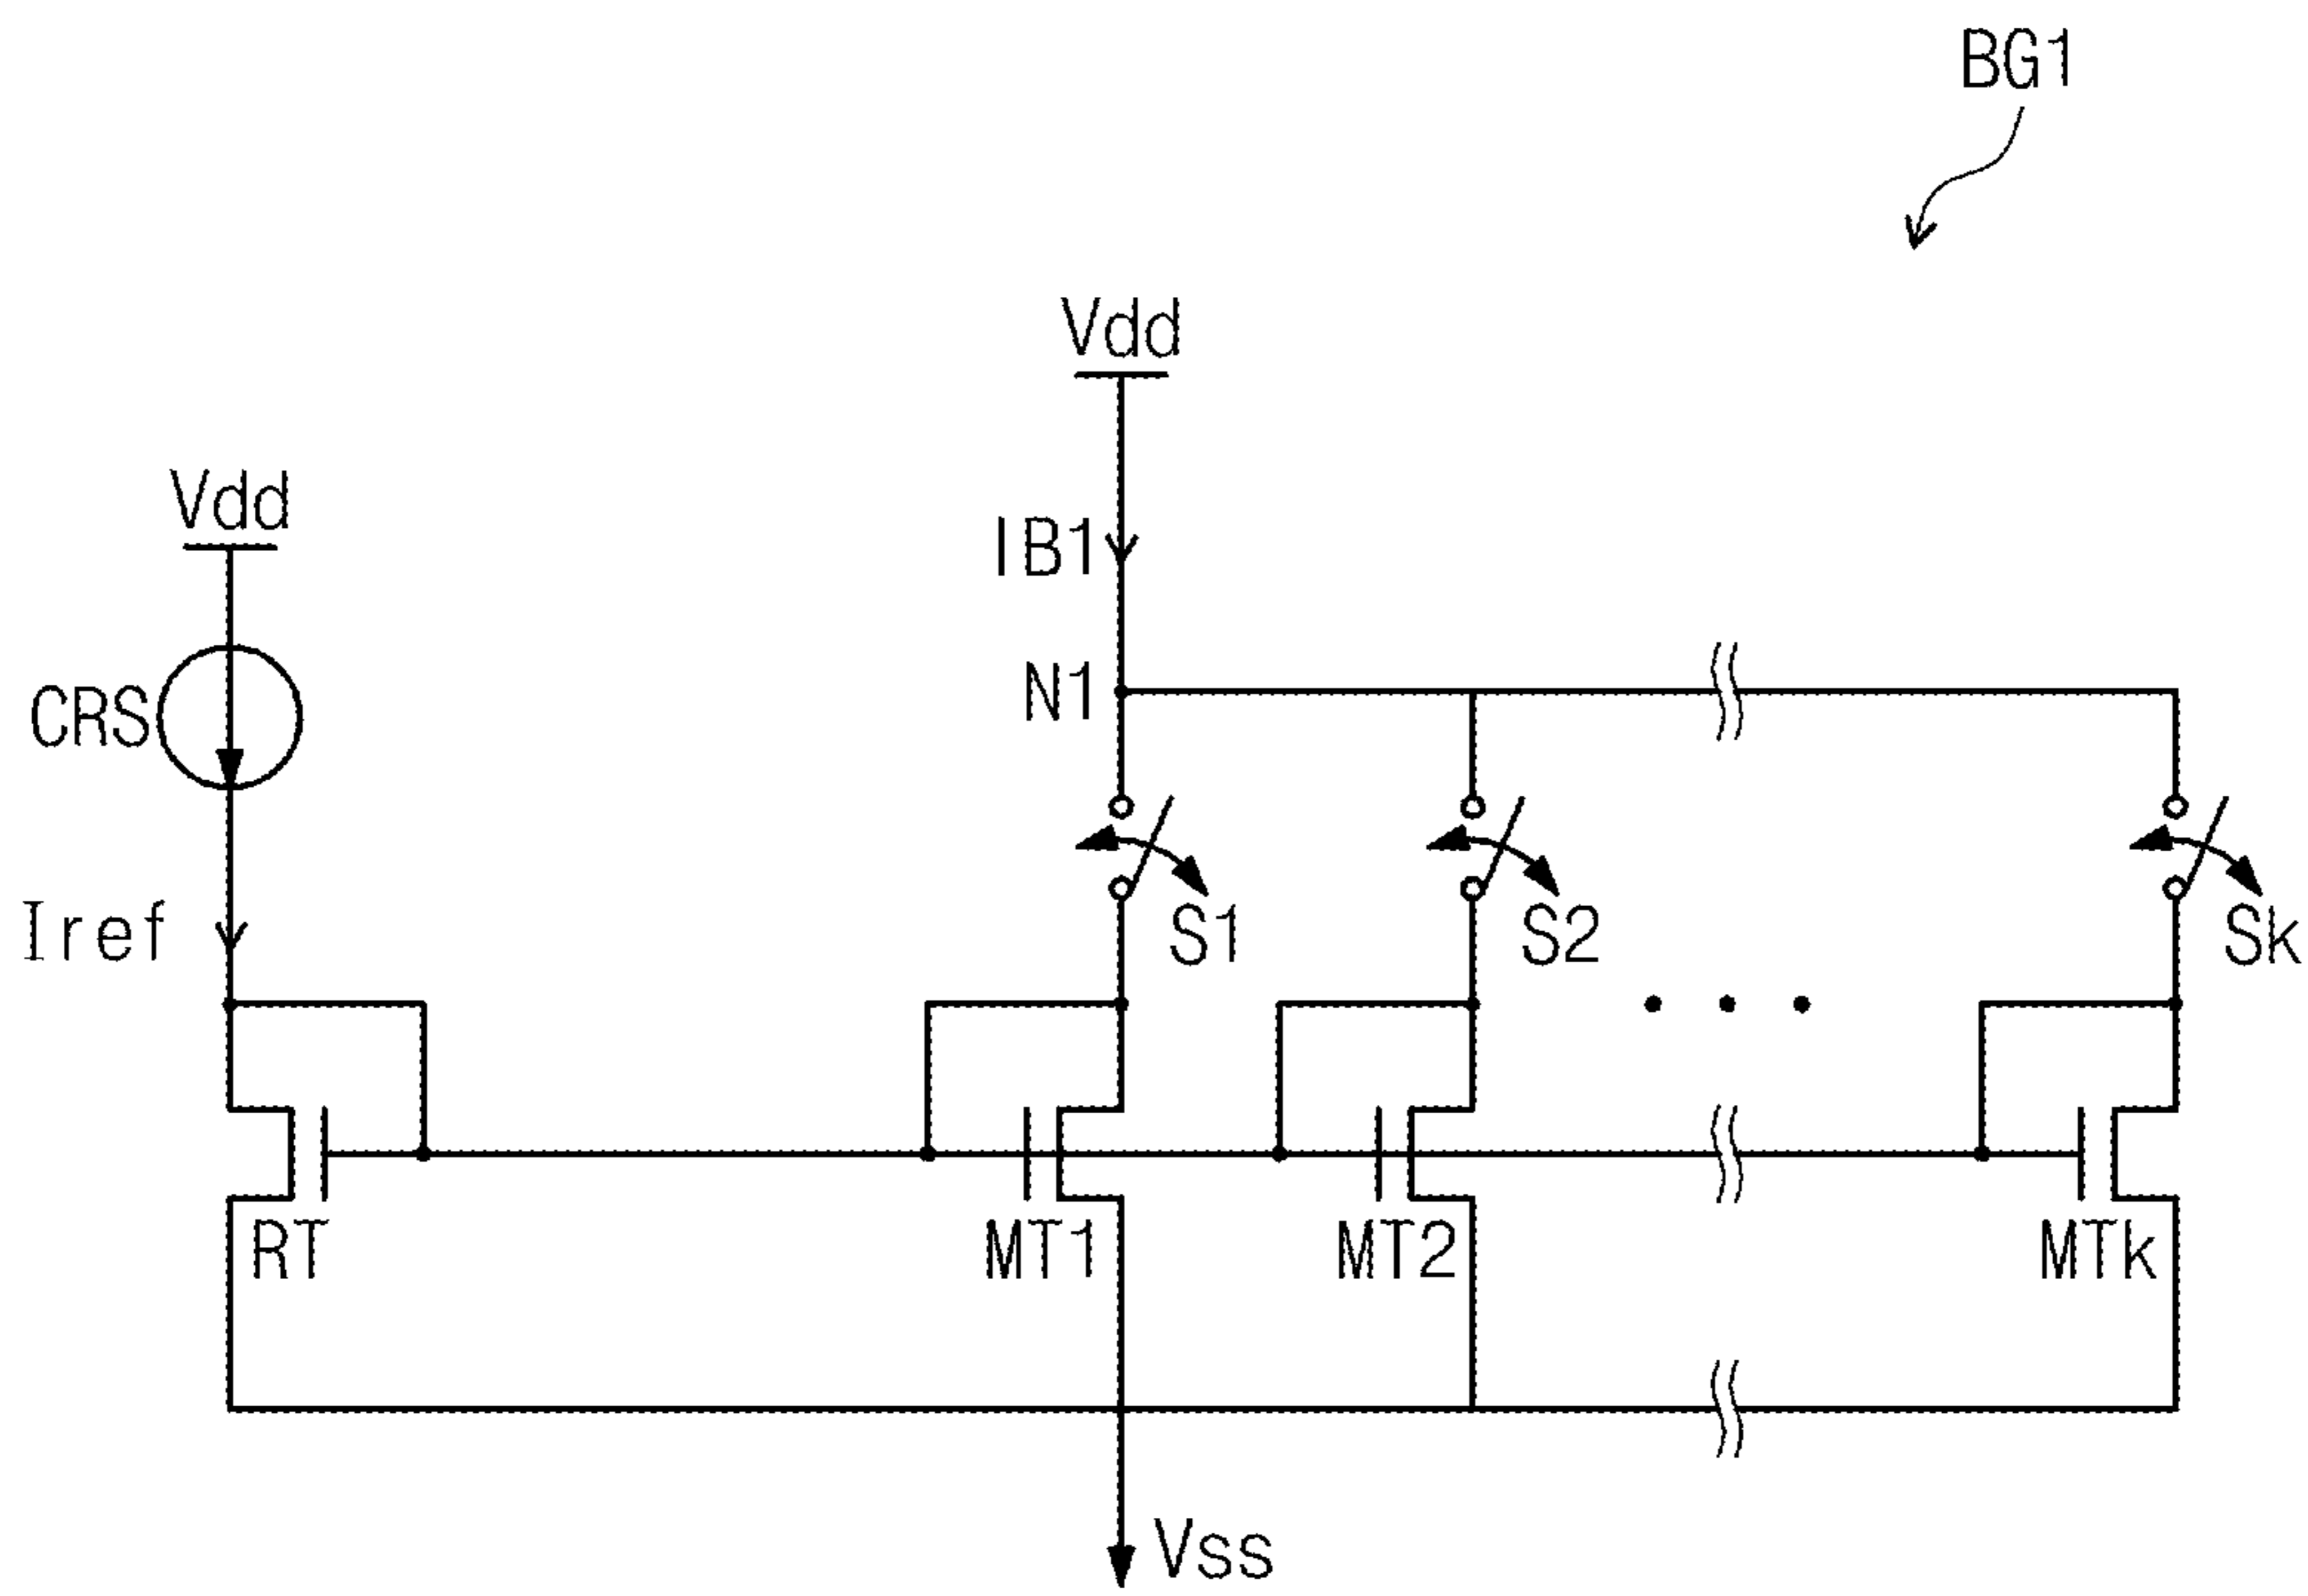 BG1
Vdd
Vdd
IB1
N1
CRS
Iref
S1
S2
Sk
RT
MT1
MT2
MTk
Vss